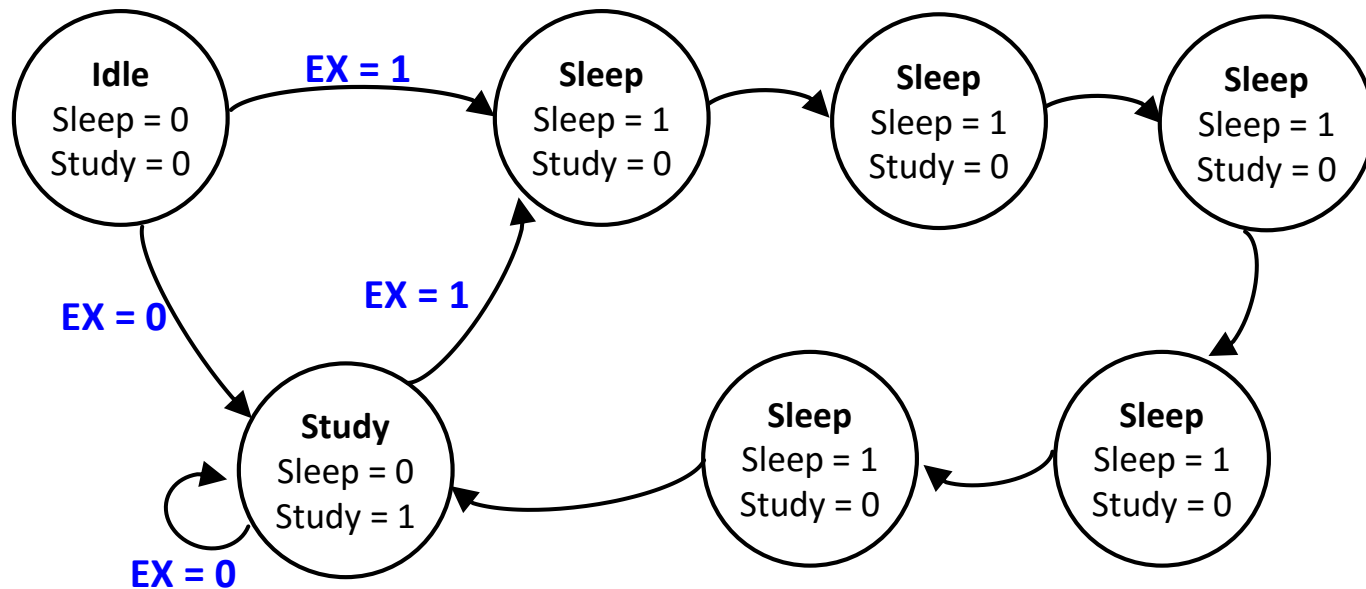 Idle
Sleep = 0
Study = 0
EX = 1
Sleep
Sleep = 1
Study = 0
Sleep
Sleep = 1
Study = 0
Sleep
Sleep = 1
Study = 0
EX = 0
EX = 1
Study
Sleep = 0
Study = 1
EX = 0
Sleep
Sleep = 1
Study = 0
Sleep
Sleep = 1
Study = 0